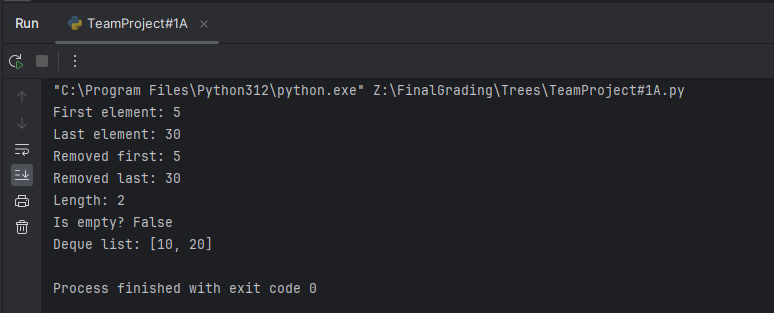 Run TeamProject#1A
"C:\Program Files\Python312\python.exe" Z:\FinalGrading\Trees\TeamProject#1A.py
First element: 5
Last element: 30
Removed first: 5
Removed last: 30
Length: 2
Is empty? False
Deque list: [10, 20]
Process finished with exit code 0